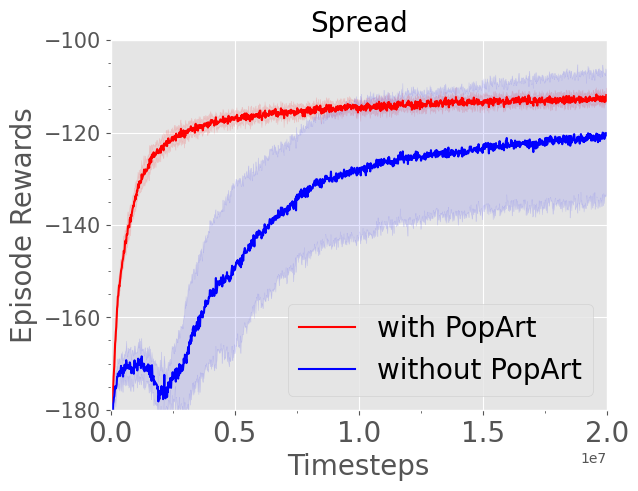 Spread
Episode Rewards
−100
−120
−140
−160
−180
with PopArt
without PopArt
0.0 0.5 1.0 1.5 2.0
Timesteps
1e7